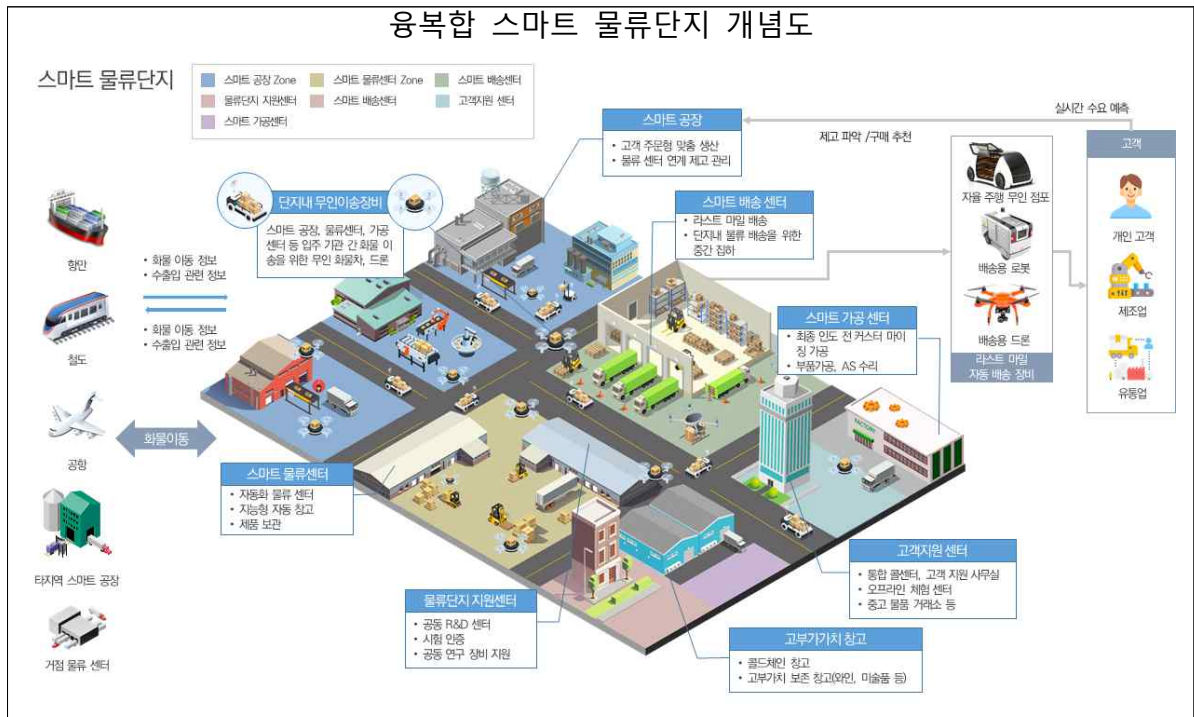 융복합 스마트 물류단지 개념도
스마트 물류단지
스마트 공장 Zone
스마트 물류센터 Zone
스마트 배송센터
물류단지 지원센터
스마트 배송센터
고객지원 센터
스마트 가공센터
스마트 공장
• 고객 주문형 맞춤 생산
• 물류 센터 연계 제고 관리
실시간 수요 예측
제고 파악 /구매 추천
고객
개인 고객
제조업
유통업
자율 주행 무인 점포
배송용 로봇
배송용 드론
라스트 마일
자동 배송 장비
단지내 무인이송장비
스마트 공장, 물류센터, 가공
센터 등 입주 기관 간 화물 이
송을 위한 무인 화물차, 드론
스마트 배송 센터
• 라스트 마일 배송
• 단지내 물류 배송을 위한
중간 집하
항만
• 화물 이동 정보
• 수출입 관련 정보
• 화물 이동 정보
• 수출입 관련 정보
철도
스마트 가공 센터
• 최종 인도 전 커스터 마이
징 가공
• 부품가공, AS 수리
FACTORY
공항
화물이동
스마트 물류센터
• 자동화 물류 센터
• 지능형 자동 창고
• 제품 보관
타지역 스마트 공장
고객지원 센터
• 통합 콜센터, 고객 지원 사무실
• 오프라인 체험 센터
• 중고 물품 거래소 등
물류단지 지원센터
• 공동 R&D 센터
• 시험 인증
• 공동 연구 장비 지원
고부가가치 창고
• 콜드체인 창고
• 고부가치 보존 창고(와인, 미술품 등)
거점 물류 센터